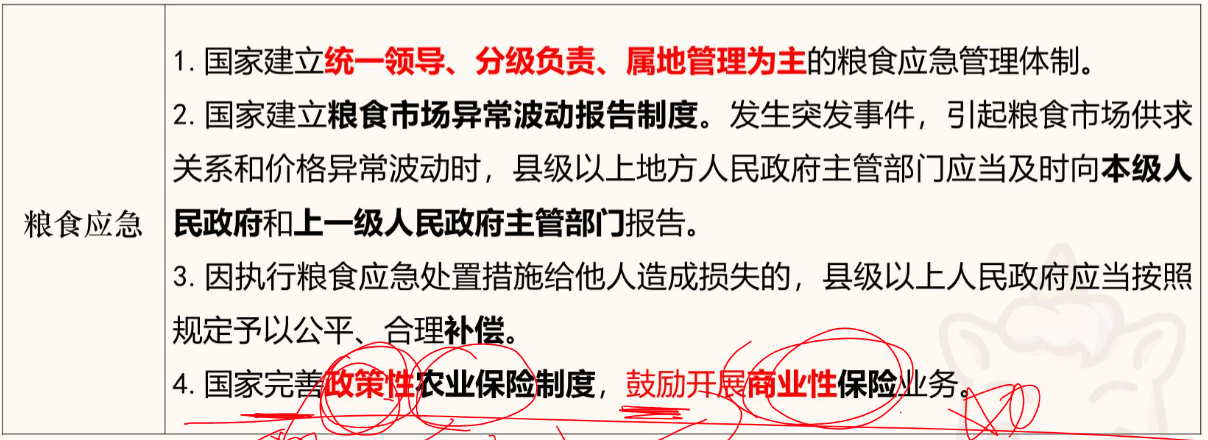 1. 国家建立统一领导、分级负责、属地管理为主的粮食应急管理体制。
2. 国家建立粮食市场异常波动报告制度。发生突发事件，引起粮食市场供求
关系和价格异常波动时，县级以上地方人民政府主管部门应当及时向本级人
粮食应急
民政府和上一级人民政府主管部门报告。
3. 因执行粮食应急处置措施给他人造成损失的，县级以上人民政府应当按照
规定予以公平、合理补偿。
4. 国家完善政策性农业保险制度，鼓励开展商业性保险业务。